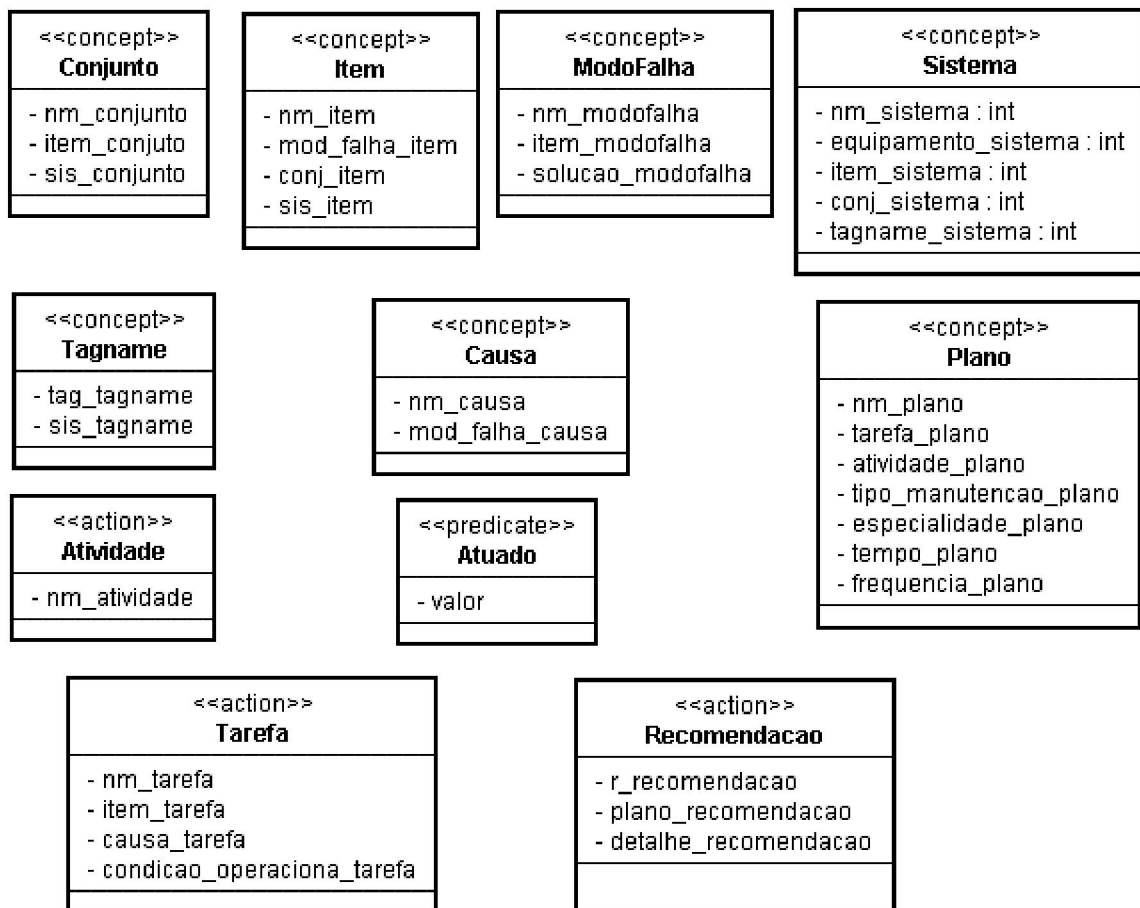 <<concept>>
Conjunto
- nm_conjunto
- item_conjuto
- sis_conjunto
<<concept>>
Item
- nm_item
- mod_falha_item
- conj_item
- sis_item
<<concept>>
ModoFalha
- nm_modofalha
- item_modofalha
- solucao_modofalha
<<concept>>
Sistema
- nm_sistema : int
- equipamento_sistema : int
- item_sistema : int
- conj_sistema : int
- tagname_sistema : int
<<concept>>
Tagname
- tag_tagname
- sis_tagname
<<concept>>
Causa
- nm_causa
- mod_falha_causa
<<concept>>
Plano
- nm_plano
- tarefa_plano
- atividade_plano
- tipo_manutencao_plano
- especialidade_plano
- tempo_plano
- frequencia_plano
<<action>>
Atividade
- nm_atividade
<<predicate>>
Atuado
- valor
<<action>>
Tarefa
- nm_tarefa
- item_tarefa
- causa_tarefa
- condicao_operaciona_tarefa
<<action>>
Recomendacao
- r_recomendacao
- plano_recomendacao
- detalhe_recomendacao